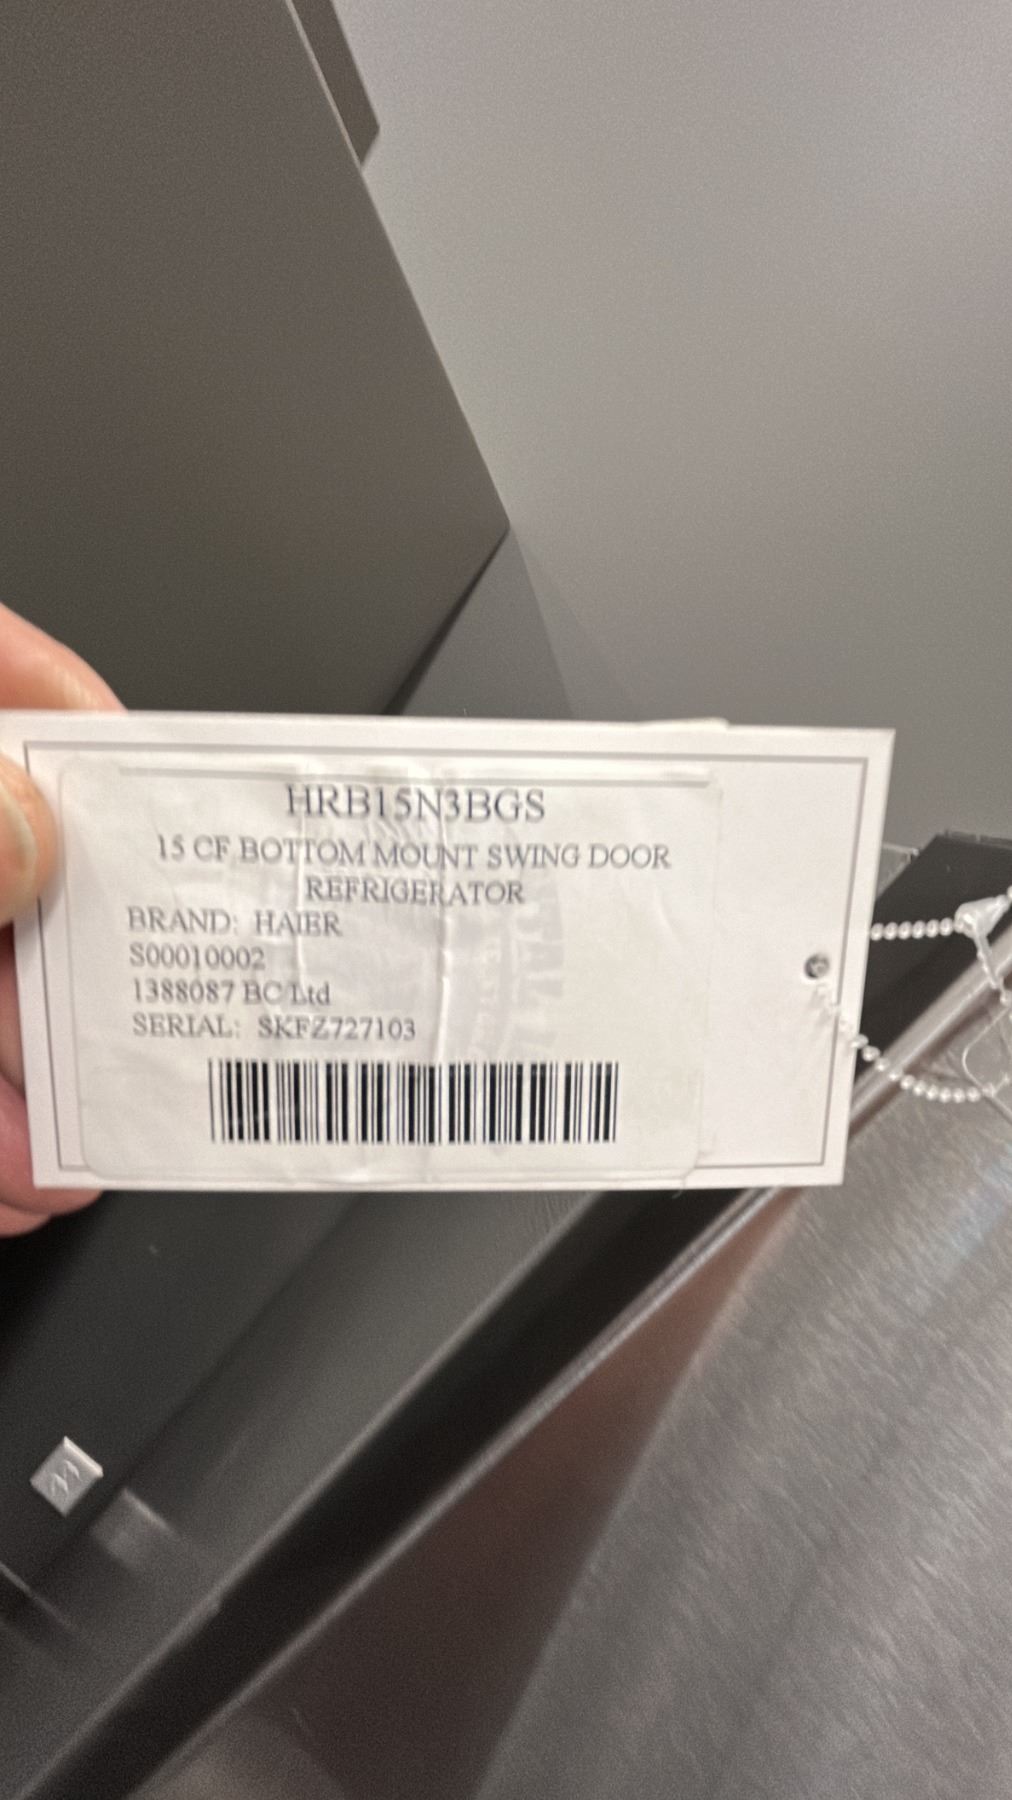 HRB15N3BGS
15 CF BOTTOM MOUNT SWING DOOR
REFRIGERATOR
BRAND: HAIER
S00010002
1388087 BC Ltd
SERIAL: SKFZ727103